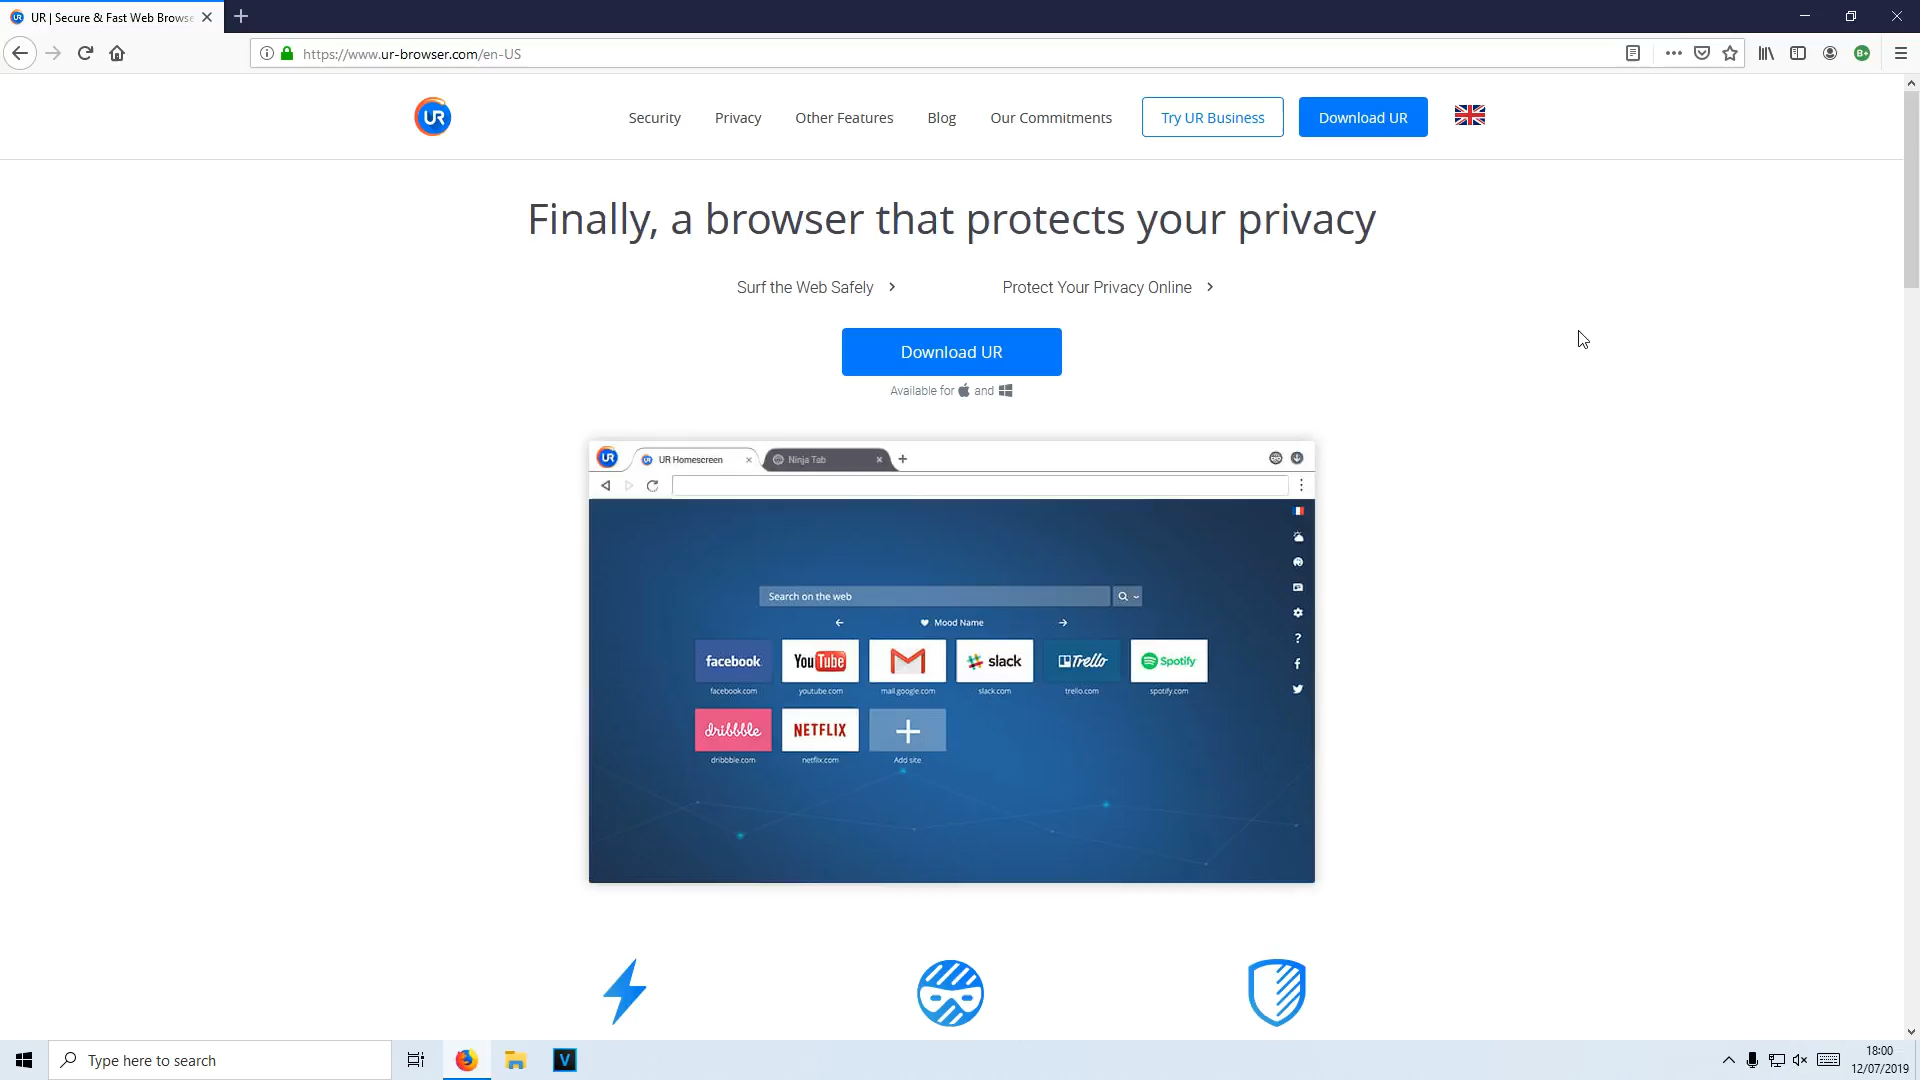 UR | Secure & Fast Web Browse
https://www.ur-browser.com/en-US
UR
Security
Privacy
Other Features
Blog
Our Commitments
Try UR Business
Download UR
Finally, a browser that protects your privacy
Surf the Web Safely
Protect Your Privacy Online
Download UR
Available for and
UR
UR Homescreen
Ninja Tab
Search on the web
Mood Name
facebook
YouTube
slack
Trello
Spotify
facebook.com
youtube.com
mail.google.com
slack.com
trello.com
spotify.com
dribbble
NETFLIX
dribbble.com
netflix.com
Add site
Type here to search
V
18:00
12/07/2019